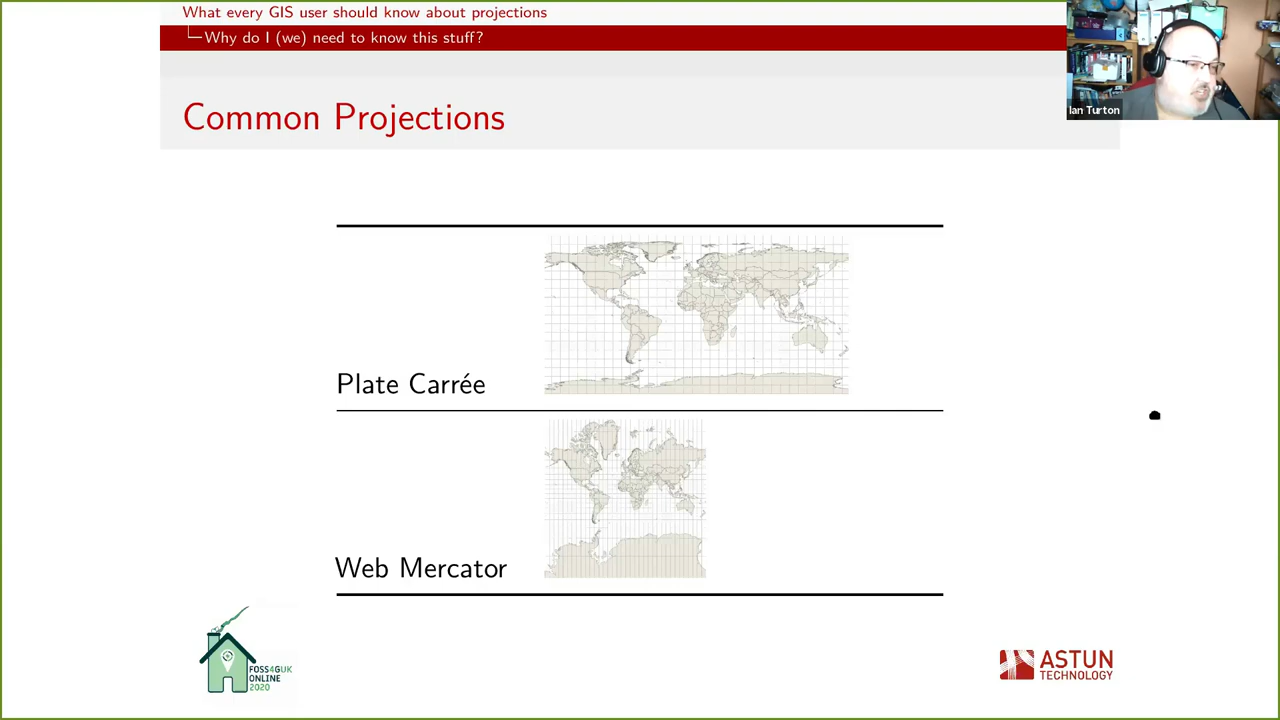 What every GIS user should know about projections
Why do I (we) need to know this stuff?
Ian Turton
Common Projections
Plate Carrée
Web Mercator
FOSS4GUK
ONLINE
2020
ASTUN
TECHNOLOGY